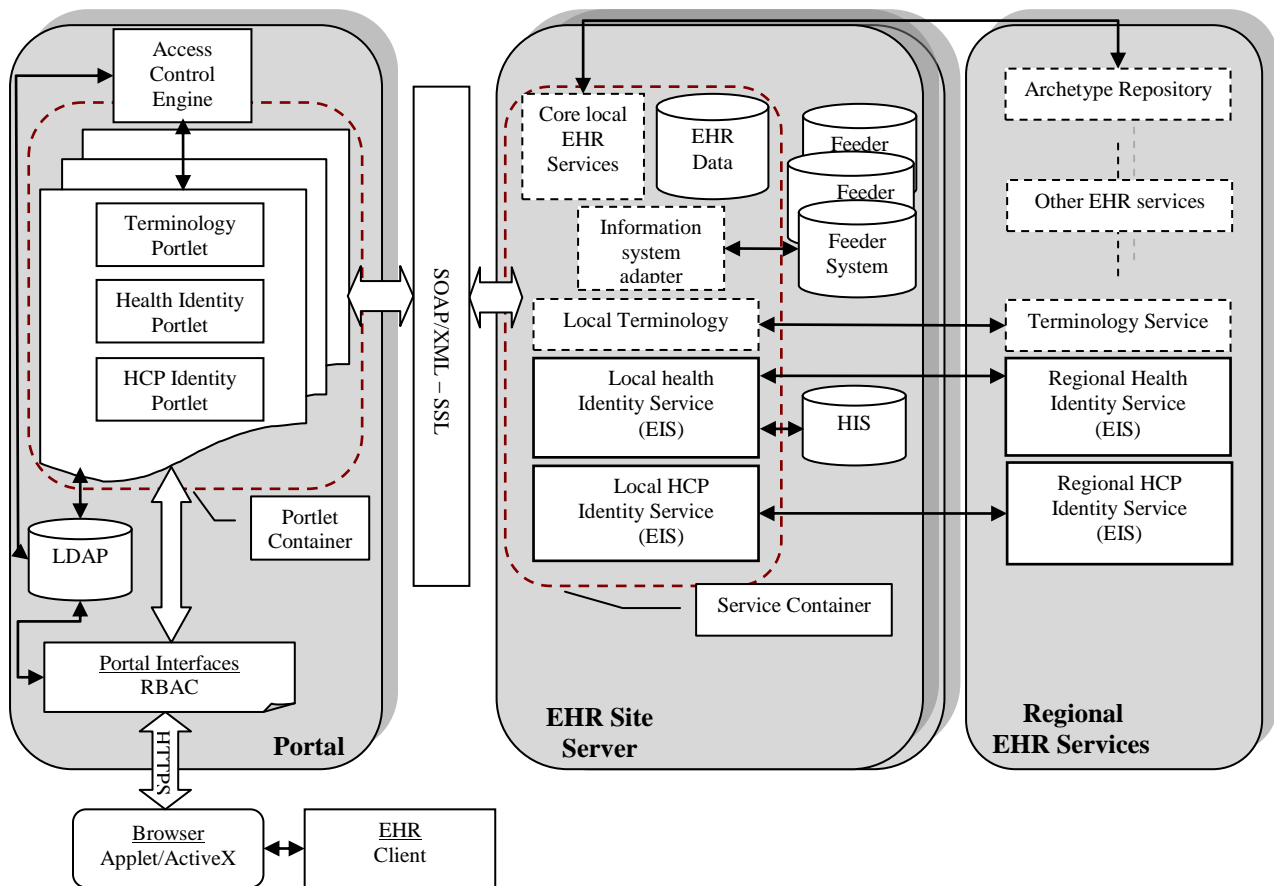 Access
Control
Engine
Terminology
Portlet
Health Identity
Portlet
HCP Identity
Portlet
LDAP
Portlet
Container
Portal Interfaces
RBAC
Portal
HTTPS
Browser
Applet/ActiveX
EHR
Client
SOAP/XML – SSL
Core local
EHR
Services
EHR
Data
Feeder
Feeder
Feeder
System
Information
system
adapter
Local Terminology
Local health
Identity Service
(EIS)
HIS
Local HCP
Identity Service
(EIS)
Service Container
EHR Site
Server
Archetype Repository
Other EHR services
Terminology Service
Regional Health
Identity Service
(EIS)
Regional HCP
Identity Service
(EIS)
Regional
EHR Services